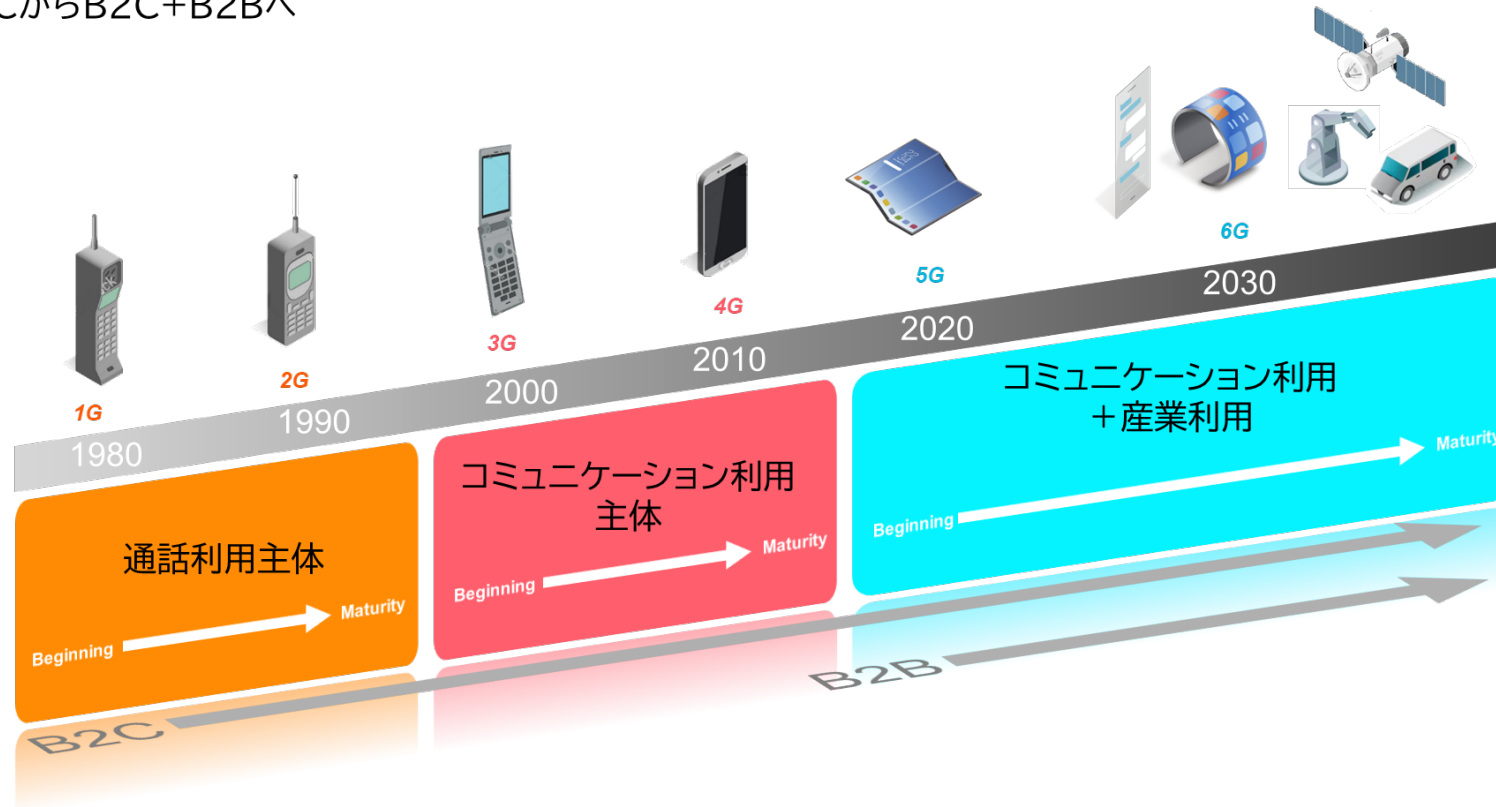 CからB2C+B2Bへ
6G
5G
4G
3G
2G
1G
2030
2020
2010
2000
1990
1980
コミュニケーション利用
＋産業利用
Beginning
Maturity
コミュニケーション利用
主体
Beginning
Maturity
通話利用主体
Beginning
Maturity
B2B
B2C